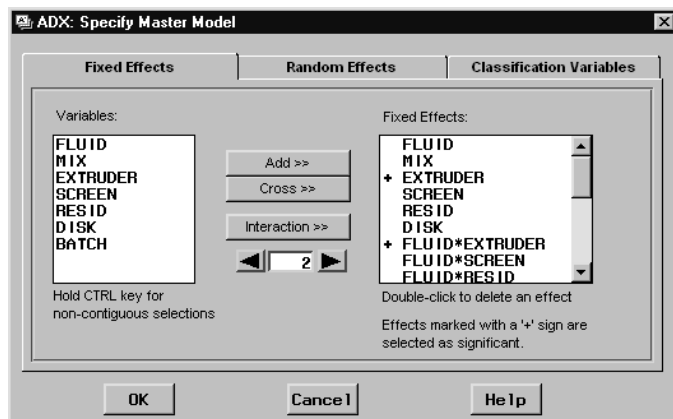 ADX: Specify Master Model
Fixed Effects
Random Effects
Classification Variables
Variables:
FLUID
MIX
EXTRUDER
SCREEN
RESID
DISK
BATCH
Hold CTRL key for
non-contiguous selections
Add >>
Cross >>
Interaction >>
2
Fixed Effects:
FLUID
MIX
+ EXTRUDER
SCREEN
RESID
DISK
+ FLUID*EXTRUDER
FLUID*SCREEN
FLUID*RESID
Double-click to delete an effect
Effects marked with a '+' sign are
selected as significant.
OK
Cancel
Help